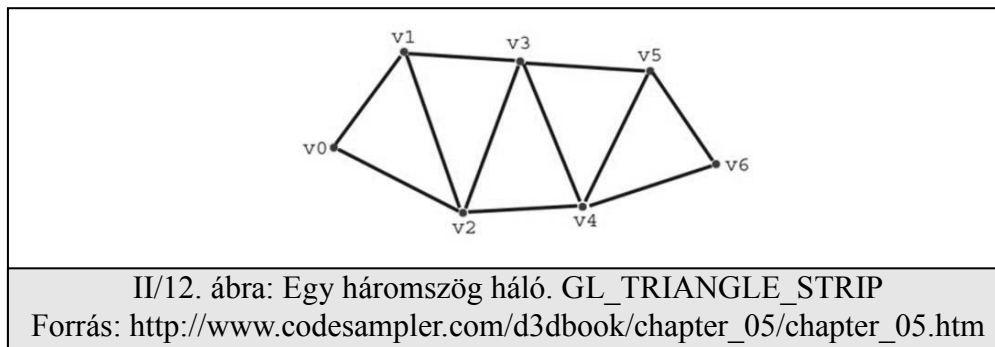 v1
v3
v5
v0
v6
v2
v4
II/12. ábra: Egy háromszög háló. GL_TRIANGLE_STRIP
Forrás: http://www.codesampler.com/d3dbook/chapter_05/chapter_05.htm